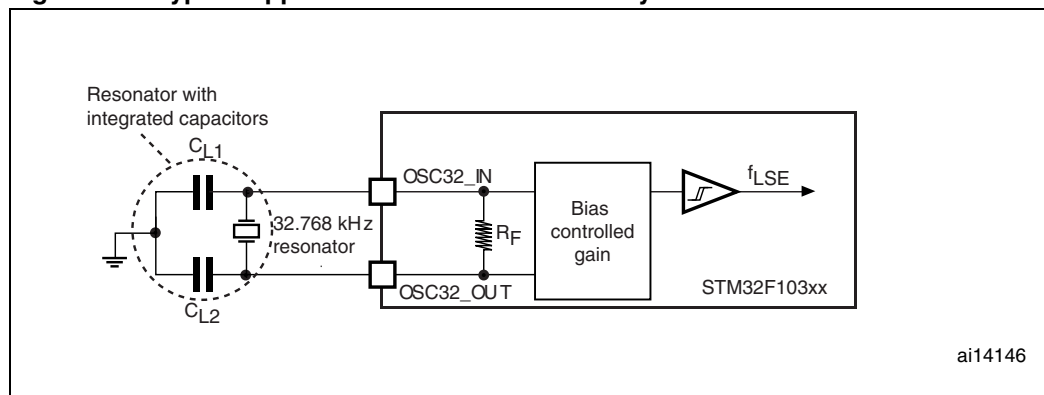 Resonator with
integrated capacitors
CL1
OSC32_IN
fLSE
32.768 kHz
resonator
RF
Bias
controlled
gain
OSC32_OUT
STM32F103xx
CL2
ai14146